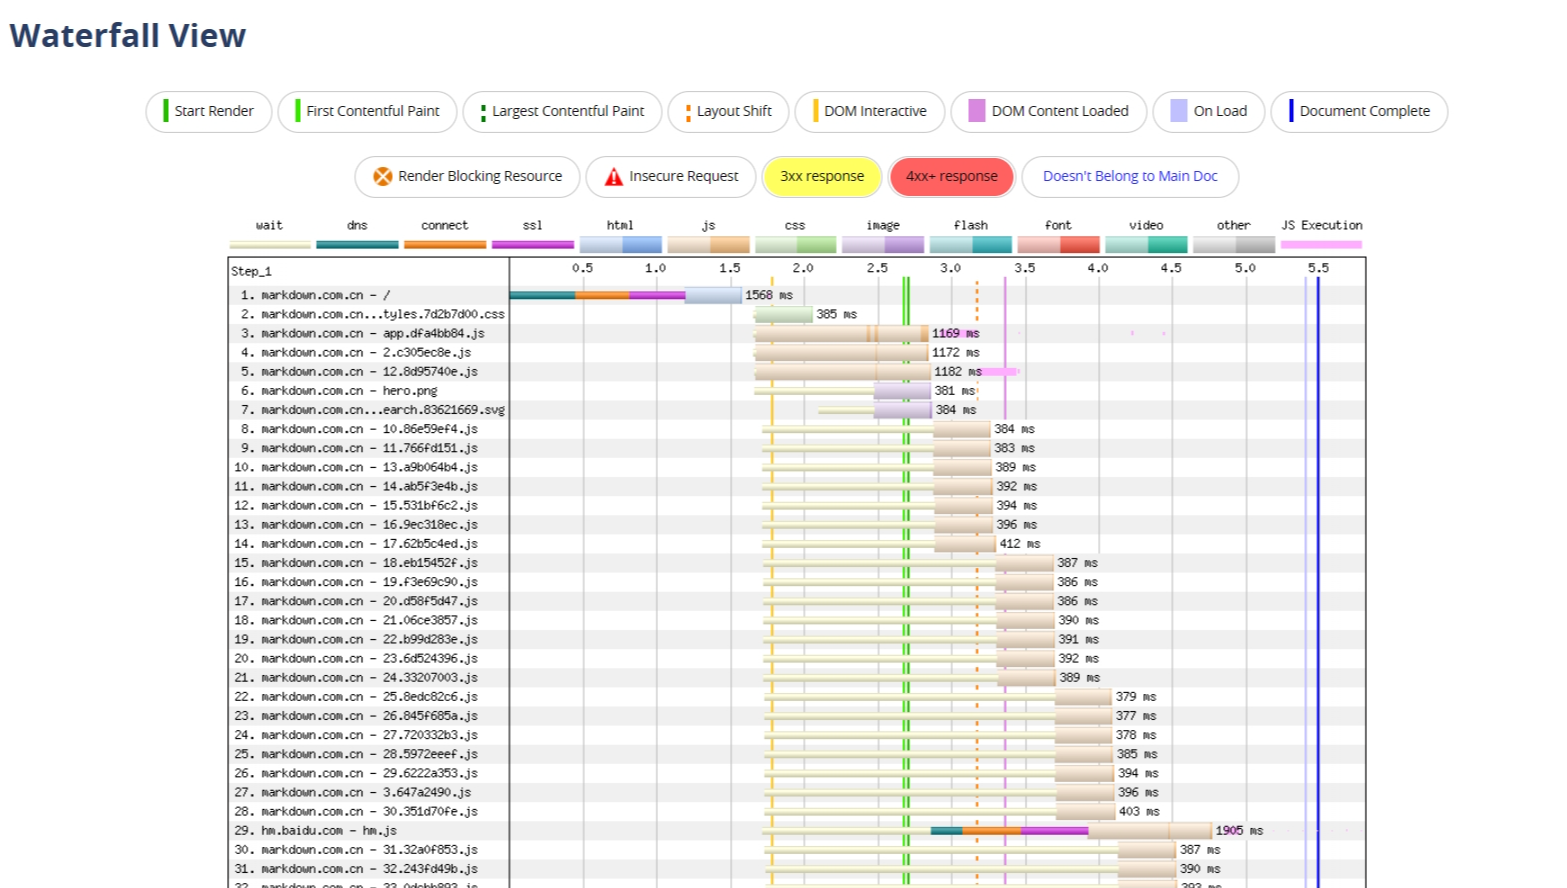 Waterfall View
Start Render First Contentful Paint Largest Contentful Paint Layout Shift DOM Interactive DOM Content Loaded On Load Document Complete
Render Blocking Resource Insecure Request 3xx response 4xx+ response Doesn't Belong to Main Doc
wait dns connect ssl html js css image flash font video other JS Execution
Step_1 0.5 1.0 1.5 2.0 2.5 3.0 3.5 4.0 4.5 5.0 5.5
1. markdown.com.cn - / 1568 ms
2. markdown.com.cn...tyles.7d2b7d00.css 385 ms
3. markdown.com.cn - app.dfa4bb84.js 1169 ms
4. markdown.com.cn - 2.c305ec8e.js 1172 ms
5. markdown.com.cn - 12.8d95740e.js 1182 ms
6. markdown.com.cn - hero.png 381 ms
7. markdown.com.cn...earch.83621669.svg 384 ms
8. markdown.com.cn - 10.86e59ef4.js 384 ms
9. markdown.com.cn - 11.766fd151.js 383 ms
10. markdown.com.cn - 13.a9b064b4.js 389 ms
11. markdown.com.cn - 14.ab5f3e4b.js 392 ms
12. markdown.com.cn - 15.531bf6c2.js 394 ms
13. markdown.com.cn - 16.9ec318ec.js 396 ms
14. markdown.com.cn - 17.62b5c4ed.js 412 ms
15. markdown.com.cn - 18.eb15452f.js 387 ms
16. markdown.com.cn - 19.f3e69c90.js 386 ms
17. markdown.com.cn - 20.d58f5d47.js 386 ms
18. markdown.com.cn - 21.06ce3857.js 390 ms
19. markdown.com.cn - 22.b99d283e.js 391 ms
20. markdown.com.cn - 23.6d524396.js 392 ms
21. markdown.com.cn - 24.33207003.js 389 ms
22. markdown.com.cn - 25.8edc82c6.js 379 ms
23. markdown.com.cn - 26.845f685a.js 377 ms
24. markdown.com.cn - 27.720332b3.js 378 ms
25. markdown.com.cn - 28.5972eeef.js 385 ms
26. markdown.com.cn - 29.6222a353.js 394 ms
27. markdown.com.cn - 3.647a2490.js 396 ms
28. markdown.com.cn - 30.351d70fe.js 403 ms
29. hm.baidu.com - hm.js 1905 ms
30. markdown.com.cn - 31.32a0f853.js 387 ms
31. markdown.com.cn - 32.243fd49b.js 390 ms